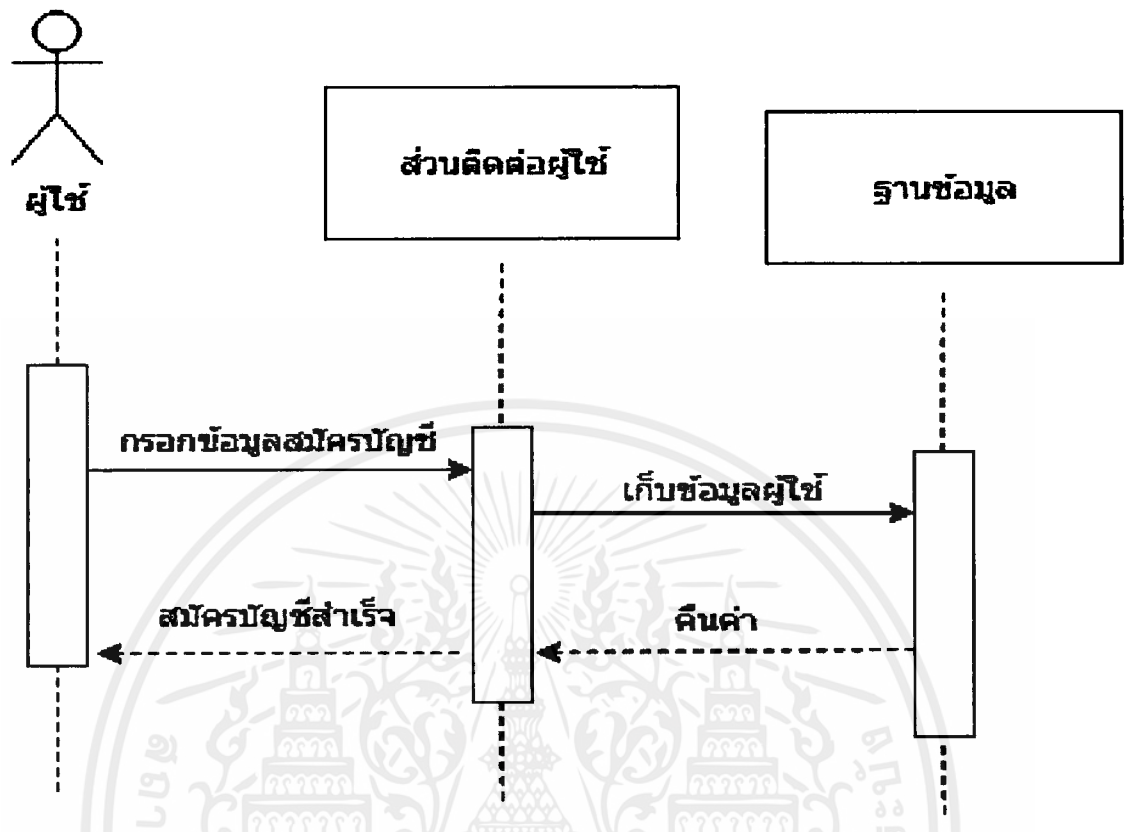 ผู้ใช้
ส่วนติดต่อผู้ใช้
ฐานข้อมูล
กรอกข้อมูลสมัครบัญชี
เก็บข้อมูลผู้ใช้
สมัครบัญชีสำเร็จ
คืนค่า